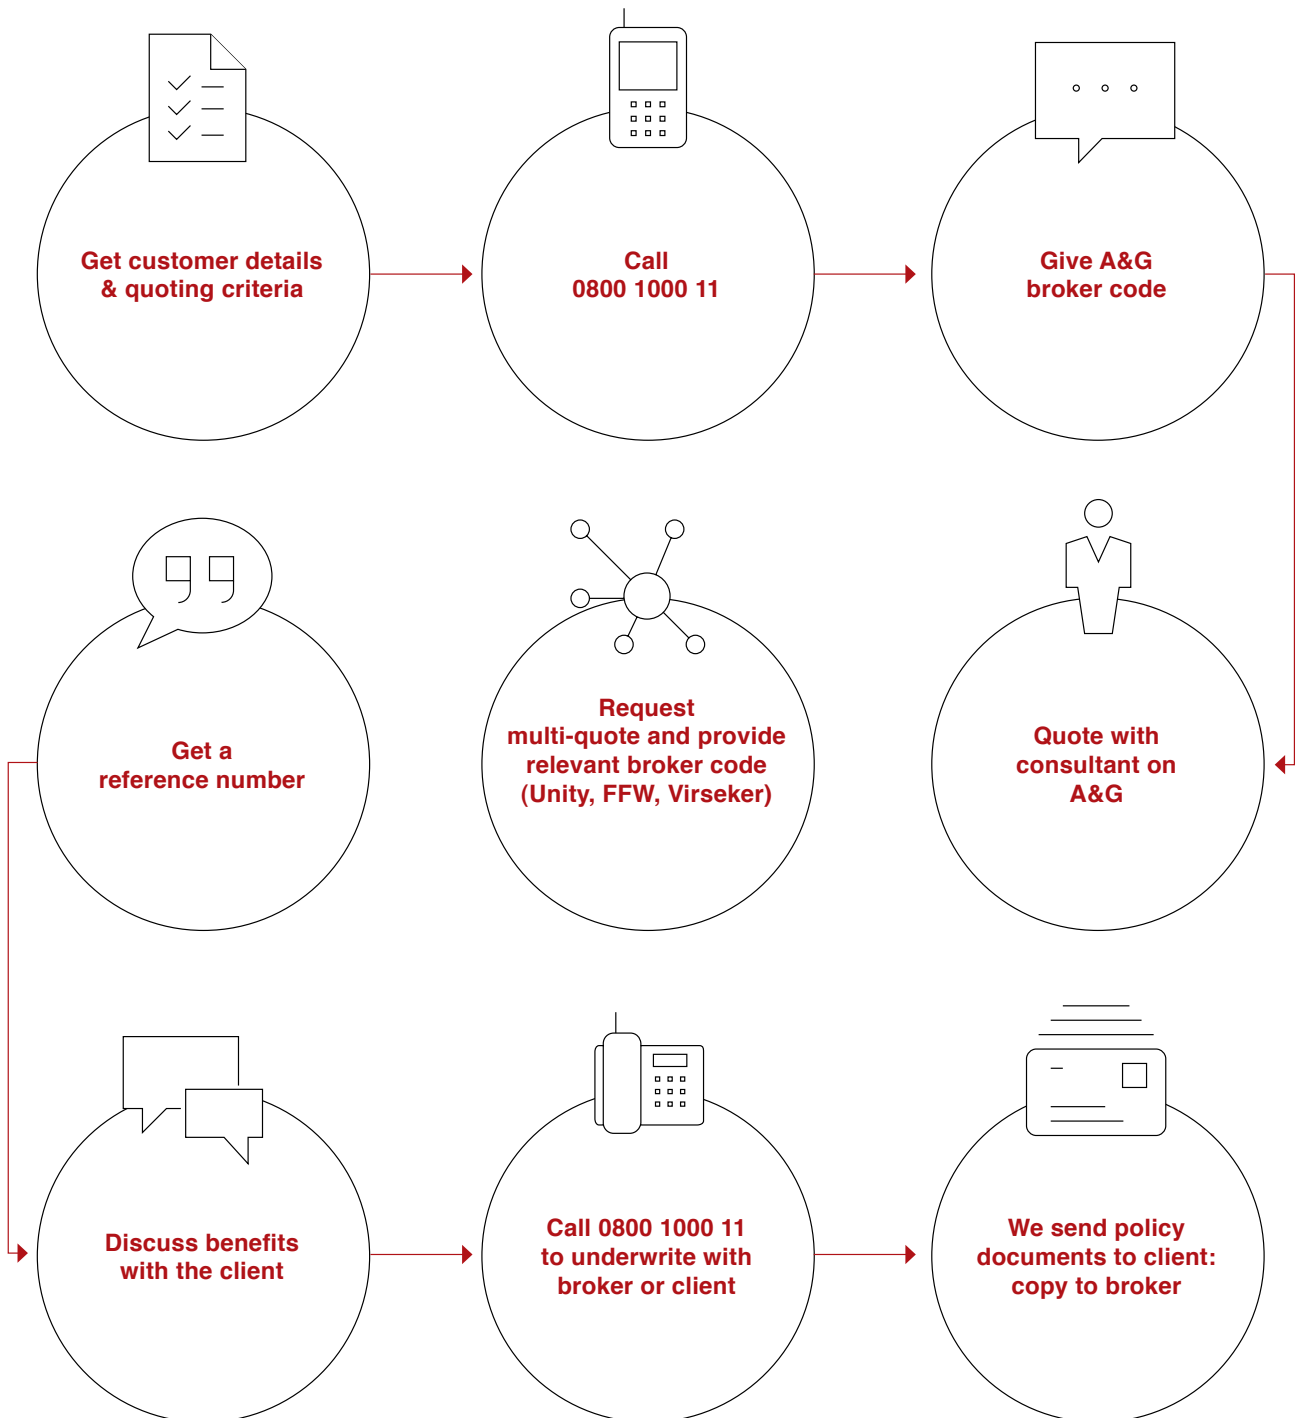 Get customer details
& quoting criteria
Call
0800 1000 11
Give A&G
broker code
Get a
reference number
Request
multi-quote and provide
relevant broker code
(Unity, FFW, Virseker)
Quote with
consultant on
A&G
Discuss benefits
with the client
Call 0800 1000 11
to underwrite with
broker or client
We send policy
documents to client:
copy to broker